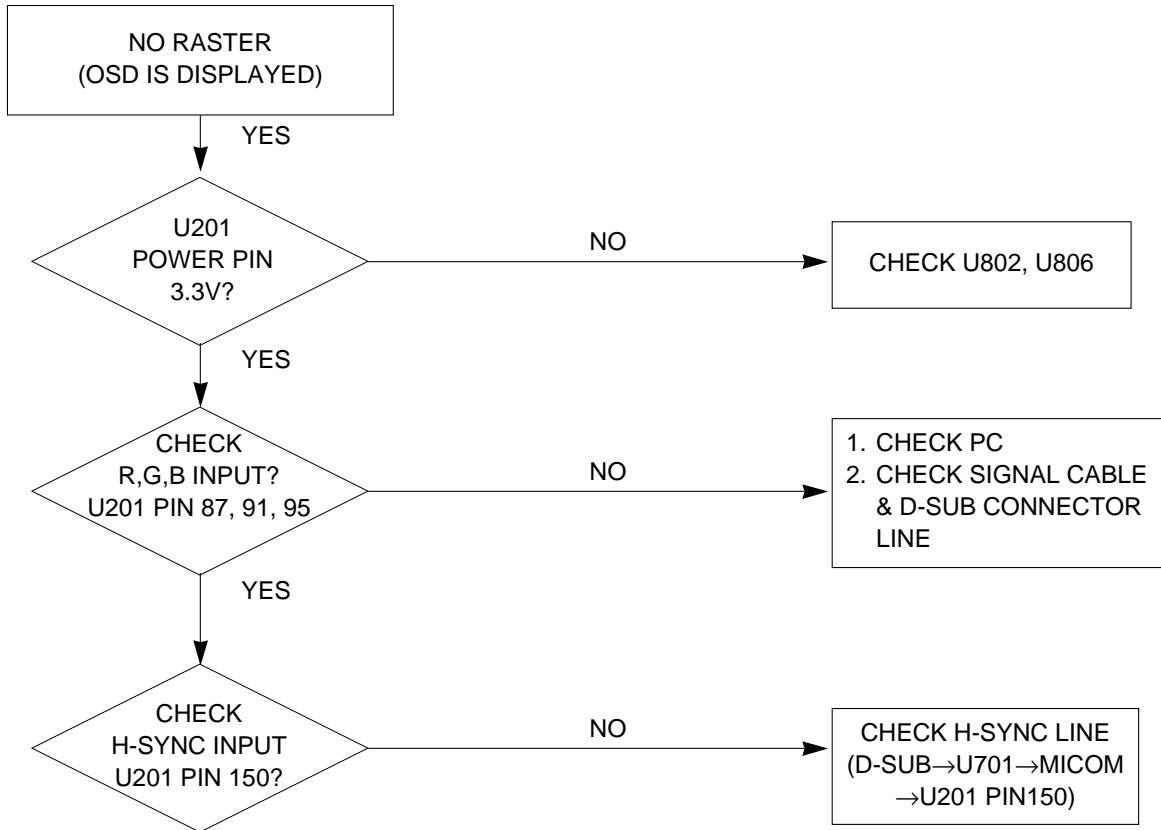 NO RASTER
(OSD IS DISPLAYED)
YES
U201
POWER PIN
3.3V?
NO
CHECK U802, U806
YES
CHECK
R,G,B INPUT?
U201 PIN 87, 91, 95
NO
1. CHECK PC
2. CHECK SIGNAL CABLE
& D-SUB CONNECTOR
LINE
YES
CHECK
H-SYNC INPUT
U201 PIN 150?
NO
CHECK H-SYNC LINE
(D-SUB→U701→MICOM
→U201 PIN150)